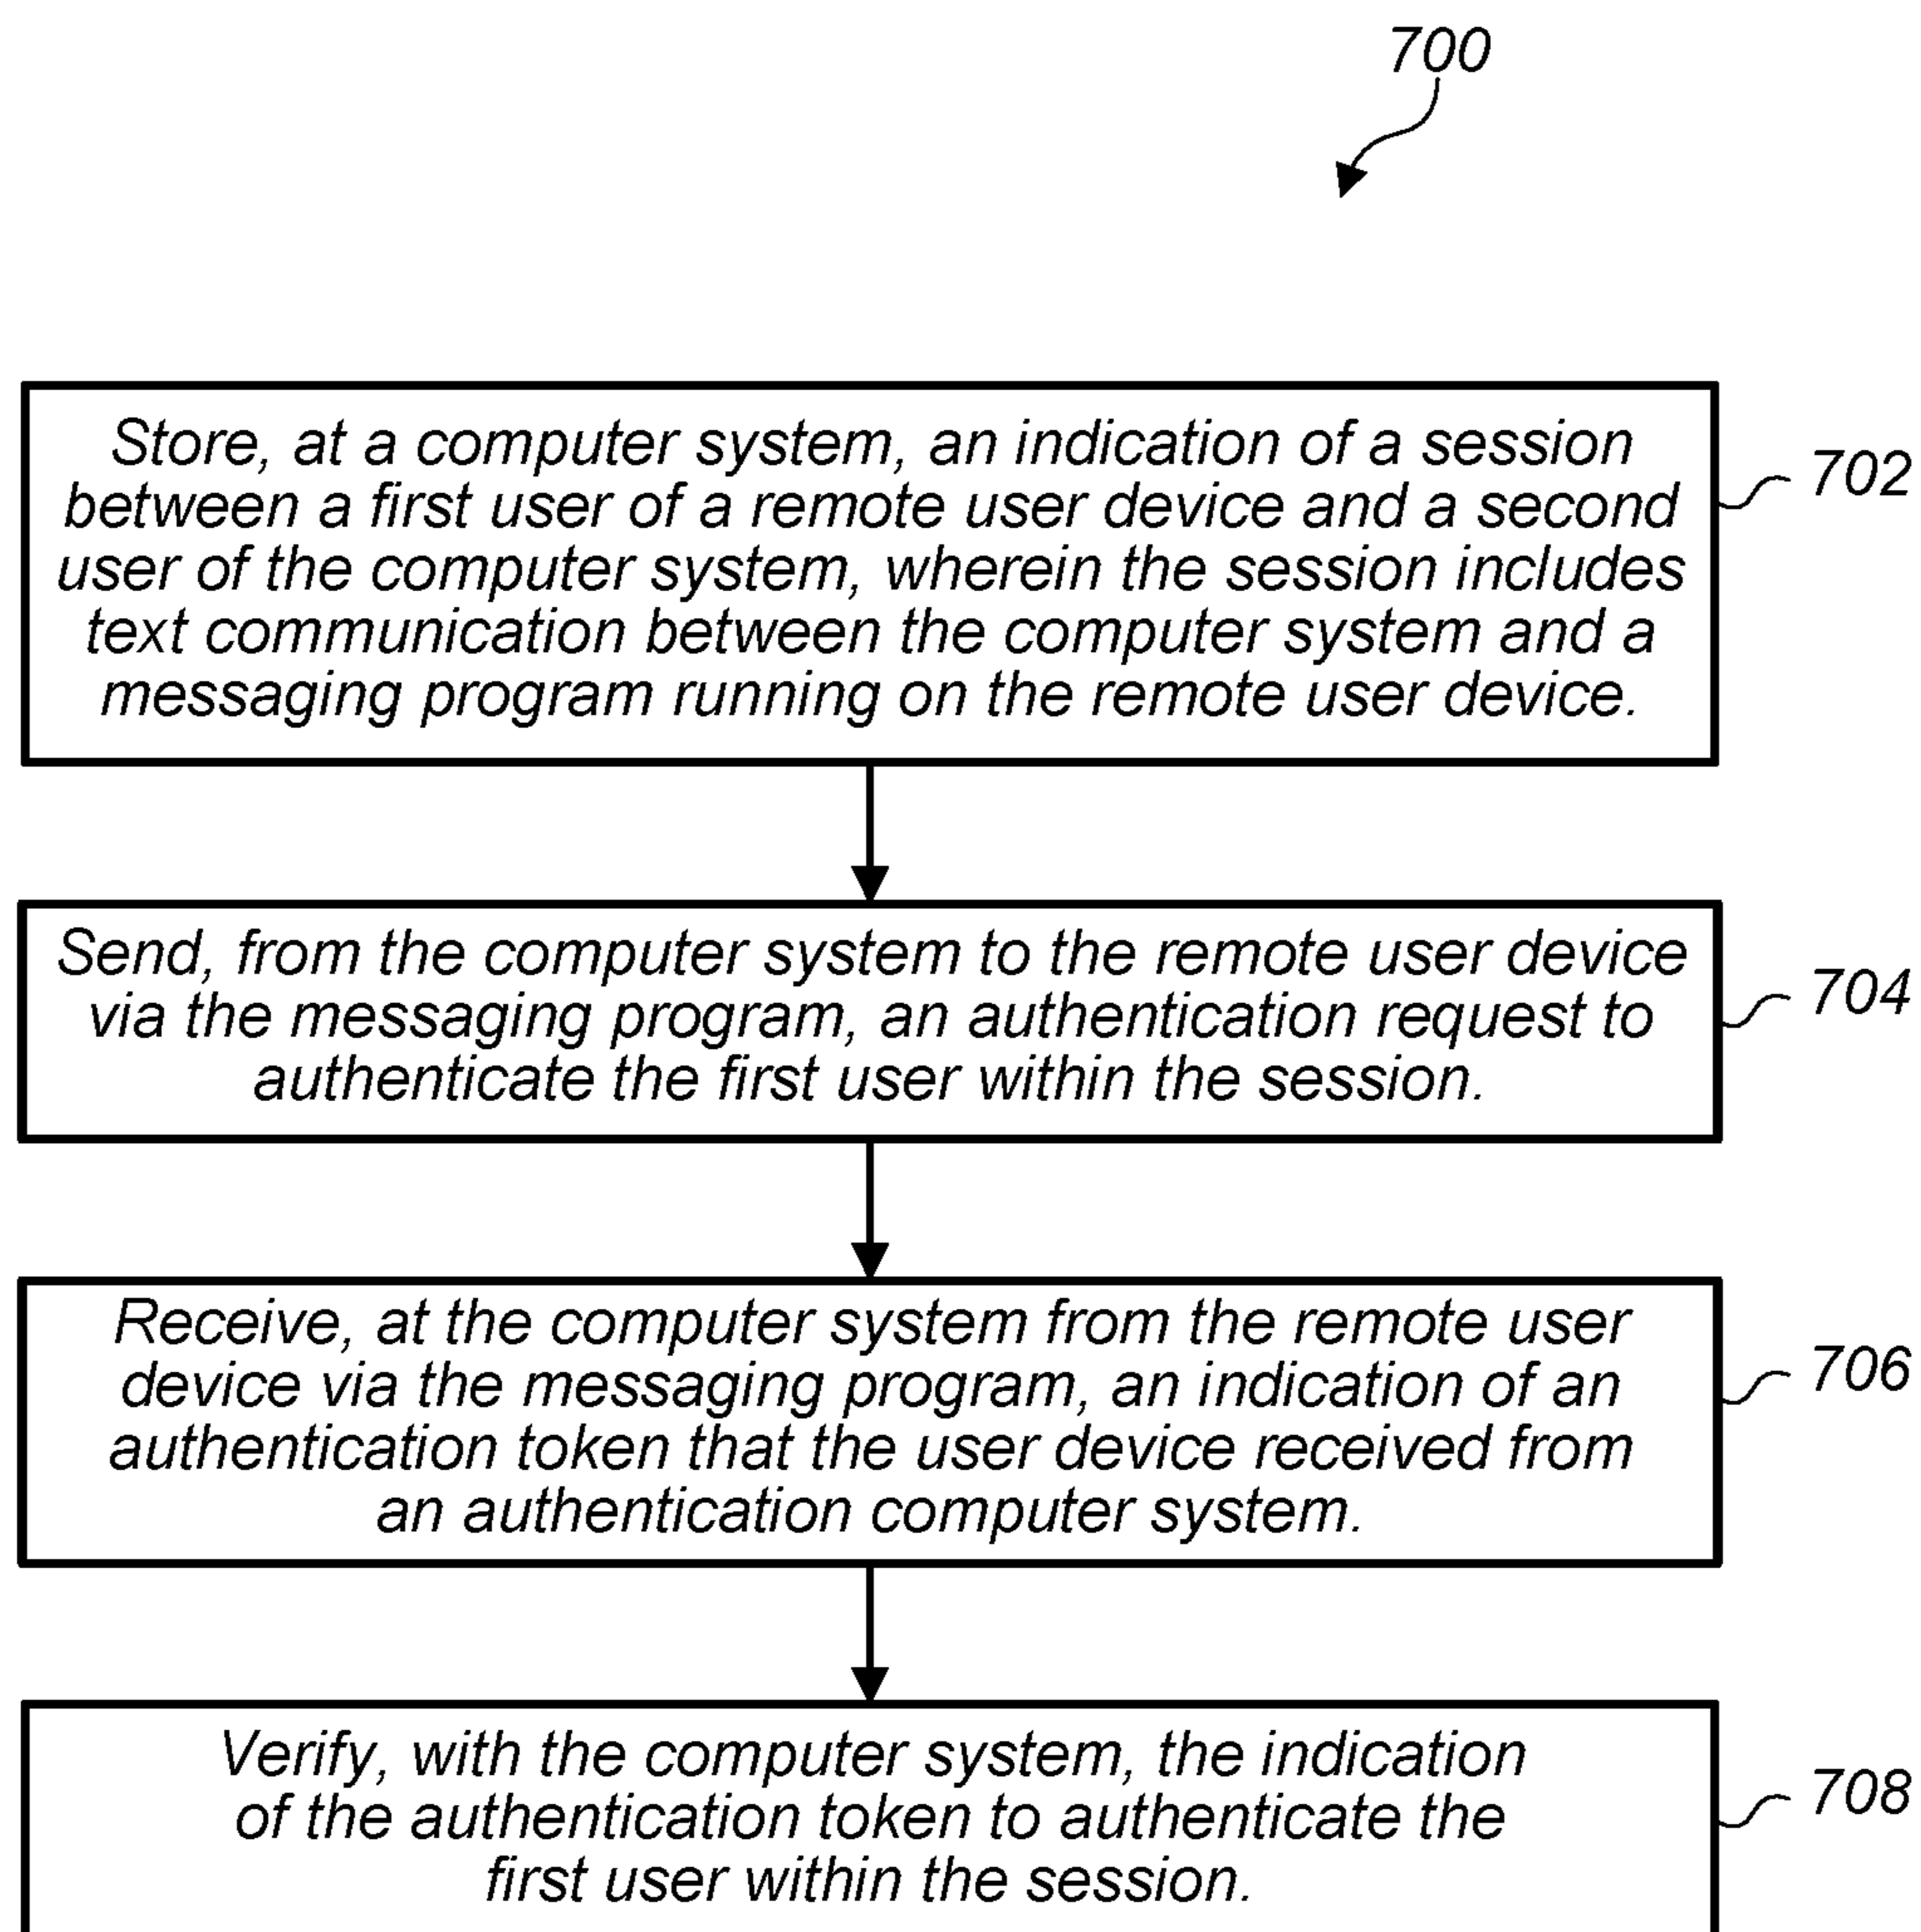 700
Store, at a computer system, an indication of a session
between a first user of a remote user device and a second
user of the computer system, wherein the session includes
text communication between the computer system and a
messaging program running on the remote user device.
702
Send, from the computer system to the remote user device
via the messaging program, an authentication request to
authenticate the first user within the session.
704
Receive, at the computer system from the remote user
device via the messaging program, an indication of an
authentication token that the user device received from
an authentication computer system.
706
Verify, with the computer system, the indication
of the authentication token to authenticate the
first user within the session.
708